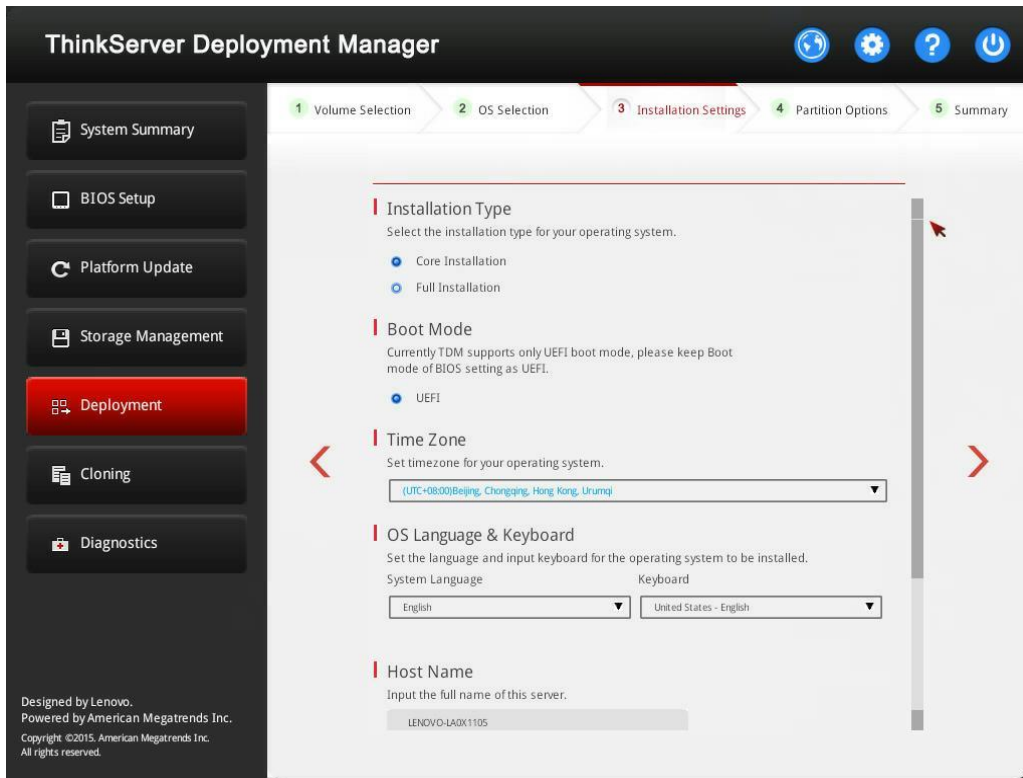 ThinkServer Deployment Manager
System Summary
BIOS Setup
Platform Update
Storage Management
Deployment
Cloning
Diagnostics
Designed by Lenovo.
Powered by American Megatrends Inc.
Copyright ©2015. American Megatrends Inc.
All rights reserved.
1 Volume Selection
2 OS Selection
3 Installation Settings
4 Partition Options
5 Summary
Installation Type
Select the installation type for your operating system.
Core Installation
Full Installation
Boot Mode
Currently TDM supports only UEFI boot mode, please keep Boot
mode of BIOS setting as UEFI.
UEFI
Time Zone
Set timezone for your operating system.
(UTC+08:00)Beijing, Chongqing, Hong Kong, Urumqi
OS Language & Keyboard
Set the language and input keyboard for the operating system to be installed.
System Language Keyboard
English United States - English
Host Name
Input the full name of this server.
LENOVO-LA0X1105